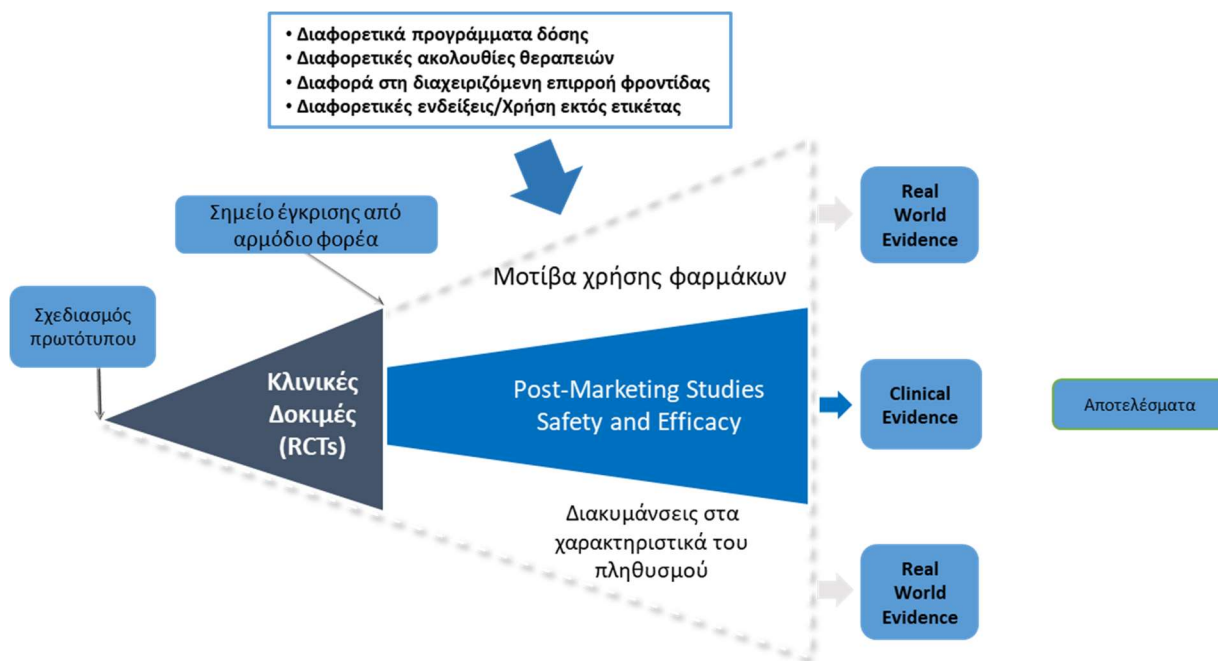 • Διαφορετικά προγράμματα δόσης
• Διαφορετικές ακολουθίες θεραπειών
• Διαφορά στη διαχειριζόμενη επιρροή φροντίδας
• Διαφορετικές ενδείξεις/Χρήση εκτός ετικέτας
Σημείο έγκρισης από
αρμόδιο φορέα
Σχεδιασμός
πρωτότυπου
Κλινικές
Δοκιμές
(RCTs)
Μοτίβα χρήσης φαρμάκων
Post-Marketing Studies
Safety and Efficacy
Διακυμάνσεις στα
χαρακτηριστικά του
πληθυσμού
Real
World
Evidence
Clinical
Evidence
Real
World
Evidence
Αποτελέσματα